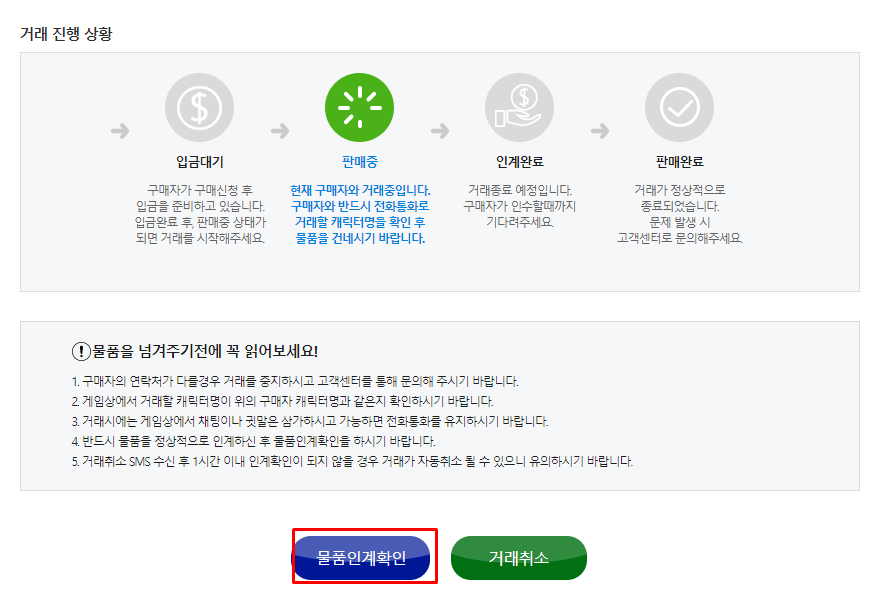 거래 진행 상황
입금대기
구매자가 구매신청 후
입금을 준비하고 있습니다.
입금완료 후, 판매중 상태가
되면 거래를 시작해주세요.
판매중
현재 구매자와 거래중입니다.
구매자와 반드시 전화통화로
거래할 캐릭터명을 확인 후
물품을 건네시기 바랍니다.
인계완료
거래종료 예정입니다.
구매자가 인수할때까지
기다려주세요.
판매완료
거래가 정상적으로
종료되었습니다.
문제 발생 시
고객센터로 문의해주세요.
물품을 넘겨주기전에 꼭 읽어보세요!
1. 구매자의 연락처가 다를경우 거래를 중지하시고 고객센터를 통해 문의해 주시기 바랍니다.
2. 게임상에서 거래할 캐릭터명이 위의 구매자 캐릭터명과 같은지 확인하시기 바랍니다.
3. 거래시에는 게임상에서 채팅이나 귓말은 삼가하시고 가능하면 전화통화를 유지하시기 바랍니다.
4. 반드시 물품을 정상적으로 인계하신 후 물품인계확인을 하시기 바랍니다.
5. 거래취소 SMS 수신 후 1시간 이내 인계확인이 되지 않을 경우 거래가 자동취소 될 수 있으니 유의하시기 바랍니다.
물품인계확인
거래취소